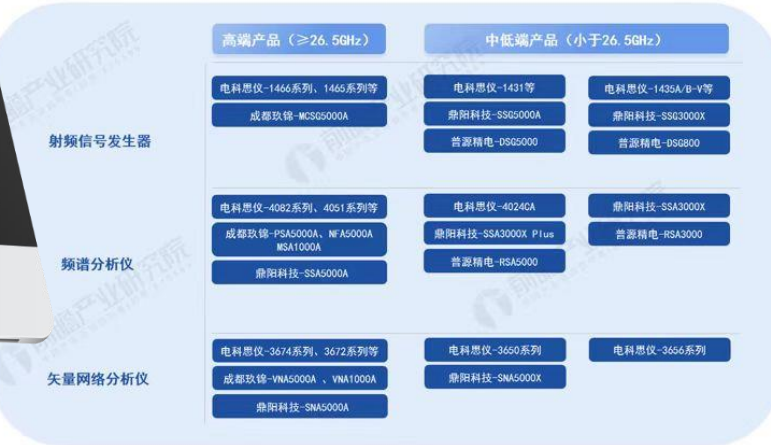 高端产品（≥26.5GHz）
中低端产品（小于26.5GHz）
射频信号发生器
电科思仪-1466系列、1465系列等
成都玖锦-MCSG5000A
电科思仪-1431等
鼎阳科技-SSG5000A
普源精电-DSG5000
电科思仪-1435A/B-V等
鼎阳科技-SSG3000X
普源精电-DSG800
频谱分析仪
电科思仪-4082系列、4051系列等
成都玖锦-PSA5000A、NFA5000A
MSA1000A
鼎阳科技-SSA5000A
电科思仪-4024CA
鼎阳科技-SSA3000X Plus
普源精电-RSA5000
鼎阳科技-SSA3000X
普源精电-RSA3000
矢量网络分析仪
电科思仪-3674系列、3672系列等
成都玖锦-VNA5000A 、VNA1000A
鼎阳科技-SNA5000A
电科思仪-3650系列
鼎阳科技-SNA5000X
电科思仪-3656系列
前瞻产业研究院